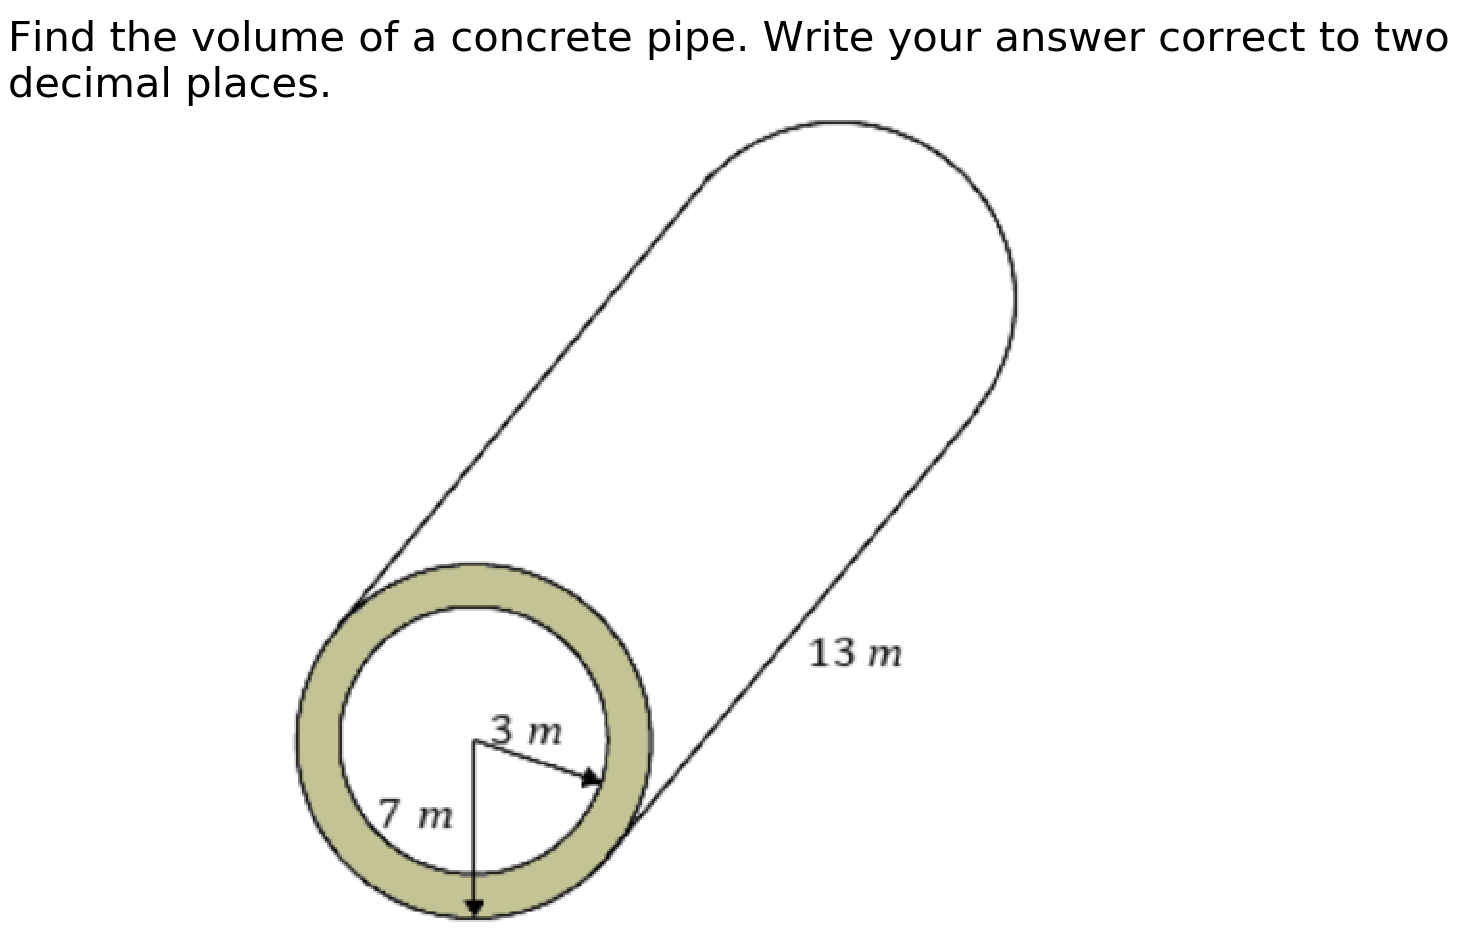 Find the volume of a concrete pipe. Write your answer correct to two
decimal places.
13 m
3 m
7 m